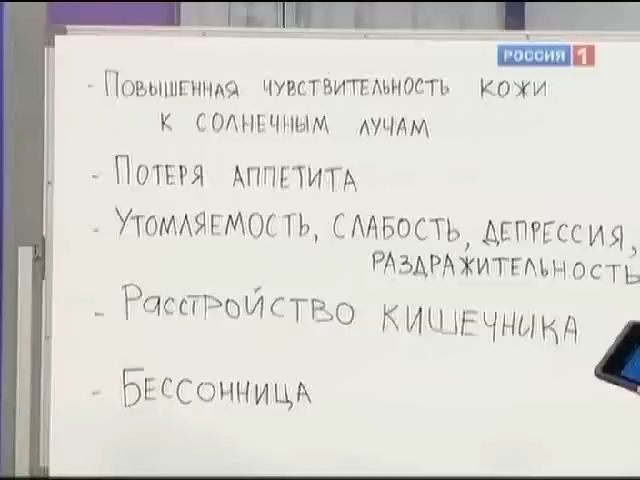 РОССИЯ 1
- Повышенная чувствительность кожи
к солнечным лучам
- Потеря аппетита
- Утомляемость, слабость, депрессия,
раздражительность
- Расстройство кишечника
- Бессонница